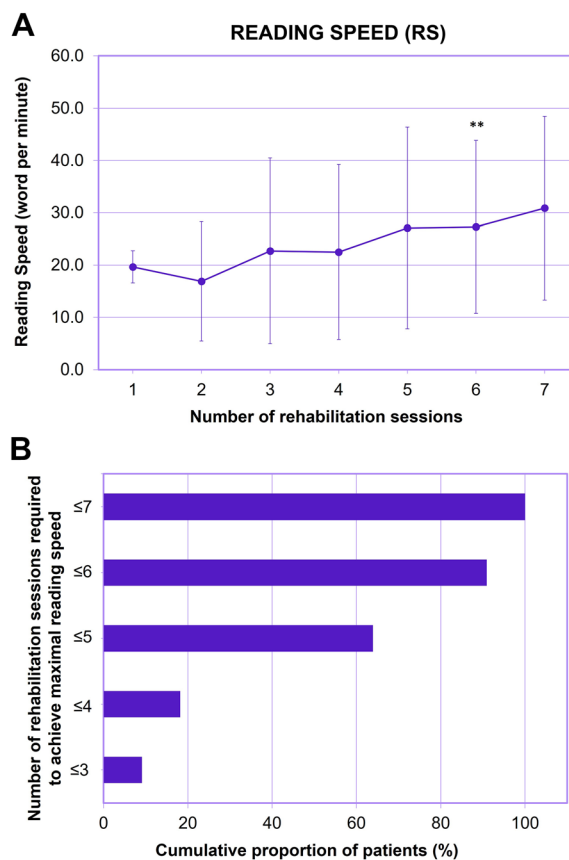 A
READING SPEED (RS)
Reading Speed (word per minute)
60.0
50.0
40.0
30.0
20.0
10.0
0.0
**
1 2 3 4 5 6 7
Number of rehabilitation sessions
B
Number of rehabilitation sessions required
to achieve maximal reading speed
≤7
≤6
≤5
≤4
≤3
0 20 40 60 80 100
Cumulative proportion of patients (%)